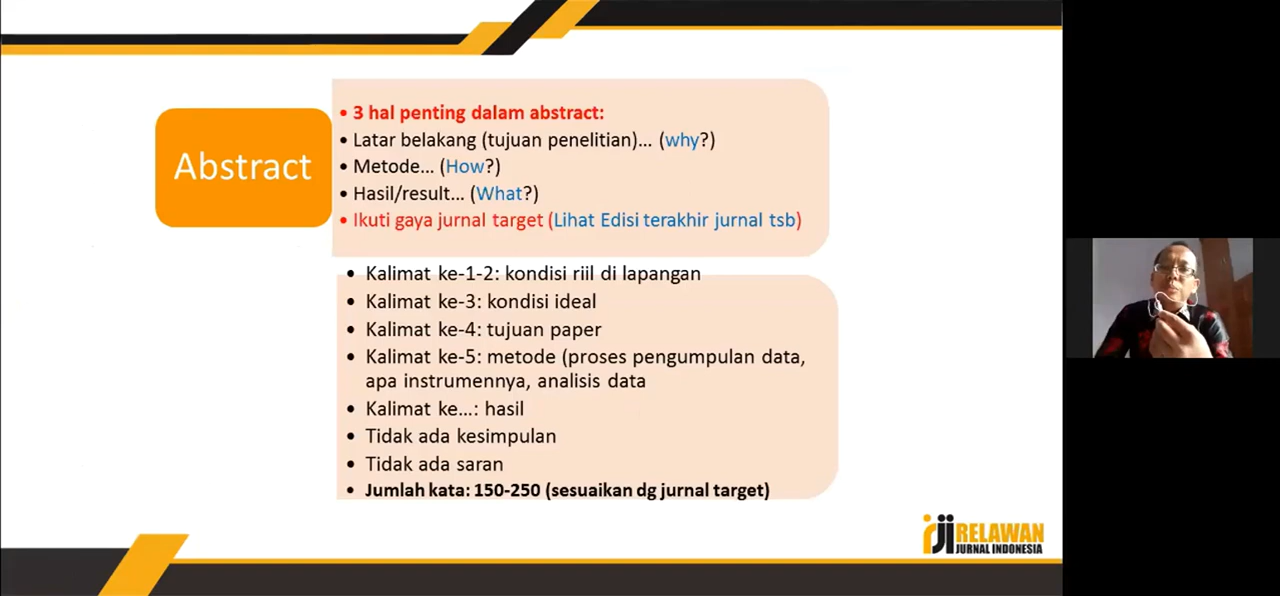 Abstract
• 3 hal penting dalam abstract:
• Latar belakang (tujuan penelitian)... (why?)
• Metode... (How?)
• Hasil/result... (What?)
• Ikuti gaya jurnal target (Lihat Edisi terakhir jurnal tsb)
• Kalimat ke-1-2: kondisi riil di lapangan
• Kalimat ke-3: kondisi ideal
• Kalimat ke-4: tujuan paper
• Kalimat ke-5: metode (proses pengumpulan data,
apa instrumennya, analisis data
• Kalimat ke...: hasil
• Tidak ada kesimpulan
• Tidak ada saran
• Jumlah kata: 150-250 (sesuaikan dg jurnal target)
rji RELAWAN
JURNAL INDONESIA